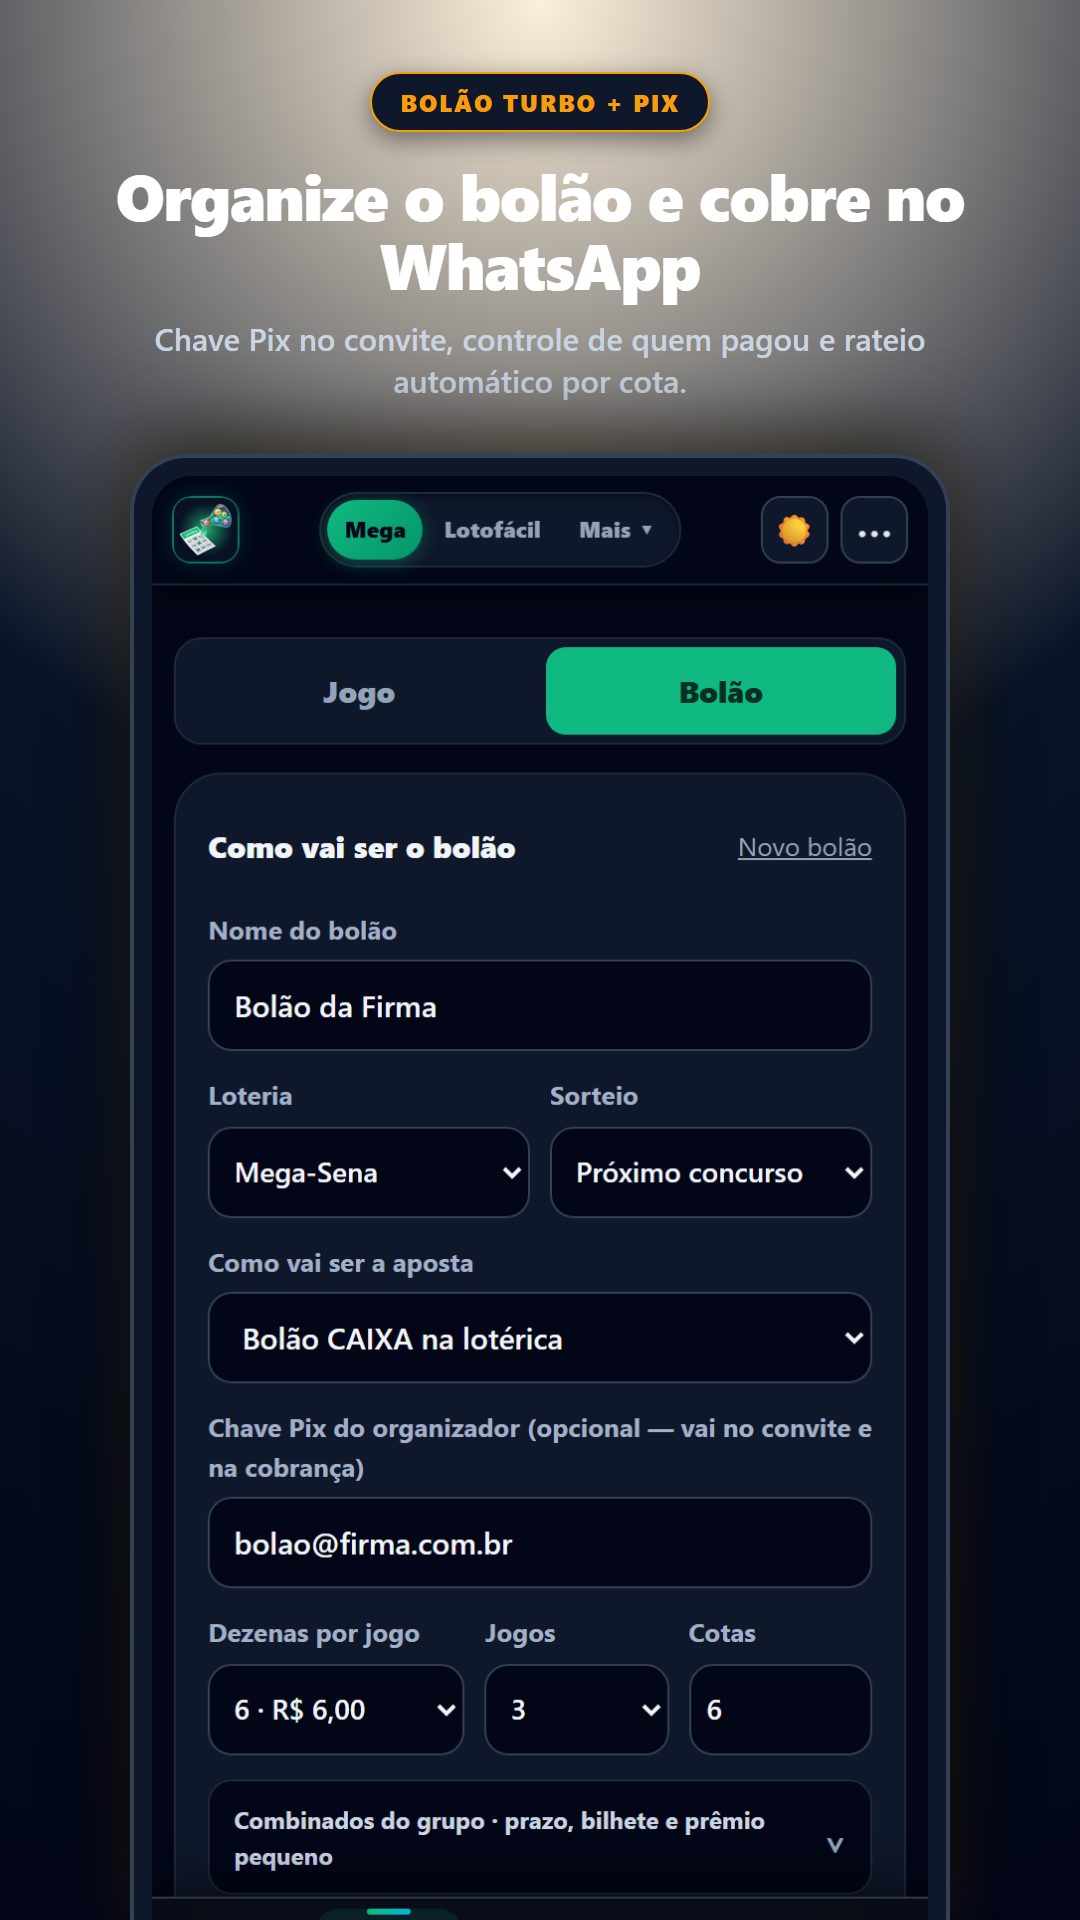 BOLÃO TURBO + PIX
Organize o bolão e cobre no
WhatsApp
Chave Pix no convite, controle de quem pagou e rateio
automático por cota.
Mega Lotofácil Mais ▼
Jogo Bolão
Como vai ser o bolão Novo bolão
Nome do bolão
Bolão da Firma
Loteria Sorteio
Mega-Sena Próximo concurso
Como vai ser a aposta
Bolão CAIXA na lotérica
Chave Pix do organizador (opcional — vai no convite e
na cobrança)
bolao@firma.com.br
Dezenas por jogo Jogos Cotas
6 · R$ 6,00 3 6
Combinados do grupo · prazo, bilhete e prêmio
pequeno